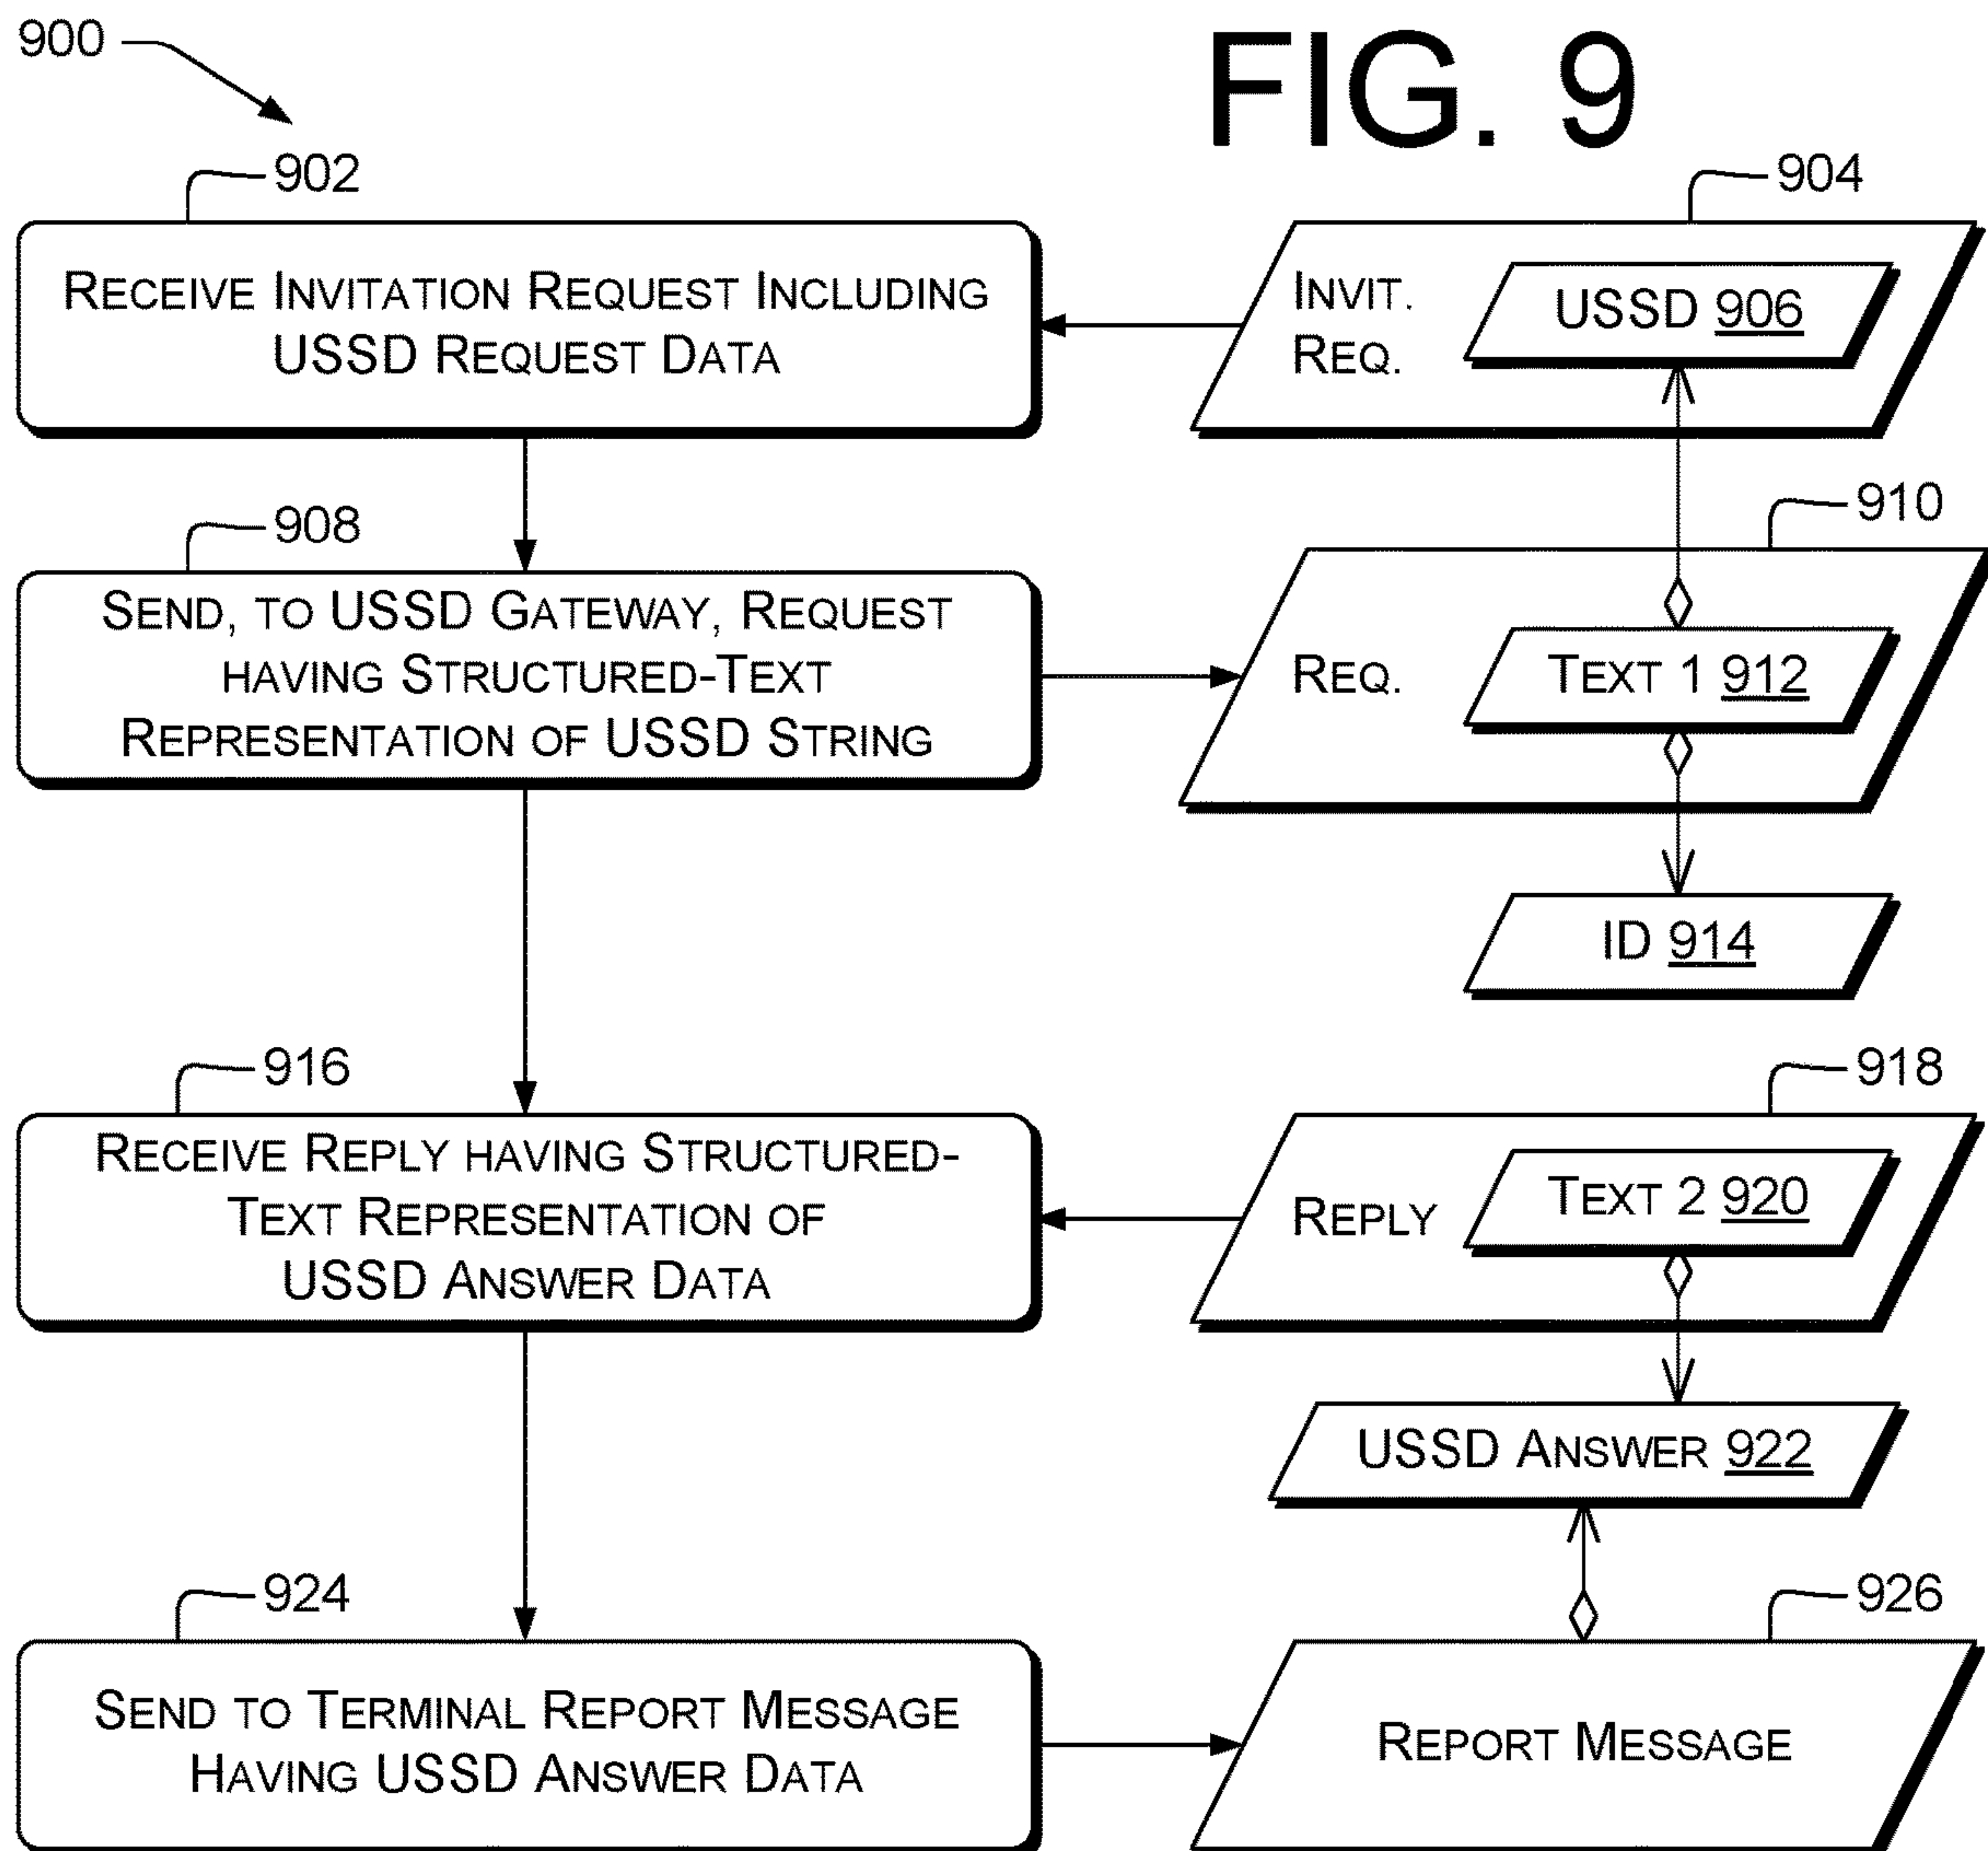 900
FIG. 9
902
904
RECEIVE INVITATION REQUEST INCLUDING
USSD REQUEST DATA
INVIT.
REQ.
USSD 906
908
910
SEND, TO USSD GATEWAY, REQUEST
HAVING STRUCTURED-TEXT
REPRESENTATION OF USSD STRING
REQ.
TEXT 1 912
ID 914
916
918
RECEIVE REPLY HAVING STRUCTURED-
TEXT REPRESENTATION OF
USSD ANSWER DATA
REPLY
TEXT 2 920
USSD ANSWER 922
924
926
SEND TO TERMINAL REPORT MESSAGE
HAVING USSD ANSWER DATA
REPORT MESSAGE